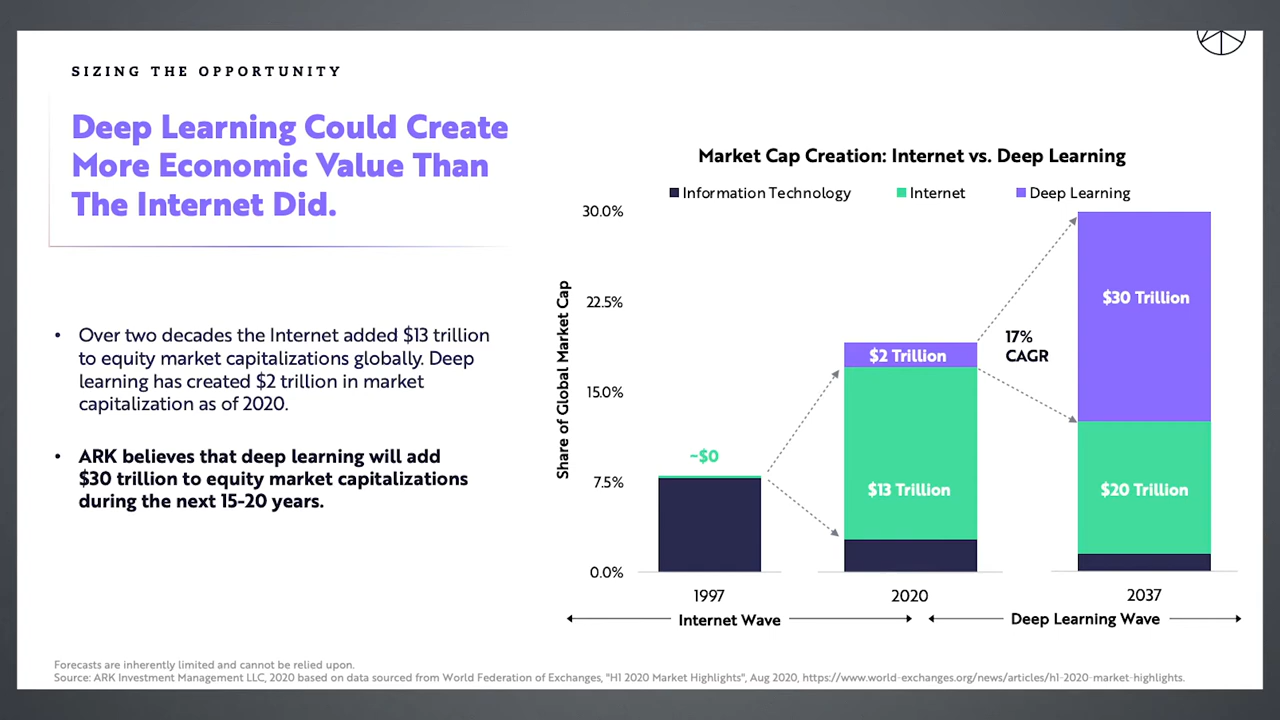 SIZING THE OPPORTUNITY
Deep Learning Could Create
More Economic Value Than
The Internet Did.
• Over two decades the Internet added $13 trillion
to equity market capitalizations globally. Deep
learning has created $2 trillion in market
capitalization as of 2020.
• ARK believes that deep learning will add
$30 trillion to equity market capitalizations
during the next 15-20 years.
Market Cap Creation: Internet vs. Deep Learning
Information Technology Internet Deep Learning
Share of Global Market Cap
30.0%
22.5%
15.0%
7.5%
0.0%
~$0
$2 Trillion
$13 Trillion
17%
CAGR
$30 Trillion
$20 Trillion
1997 2020 2037
Internet Wave Deep Learning Wave
Forecasts are inherently limited and cannot be relied upon.
Source: ARK Investment Management LLC, 2020 based on data sourced from World Federation of Exchanges, "H1 2020 Market Highlights", Aug 2020, https://www.world-exchanges.org/news/articles/h1-2020-market-highlights.